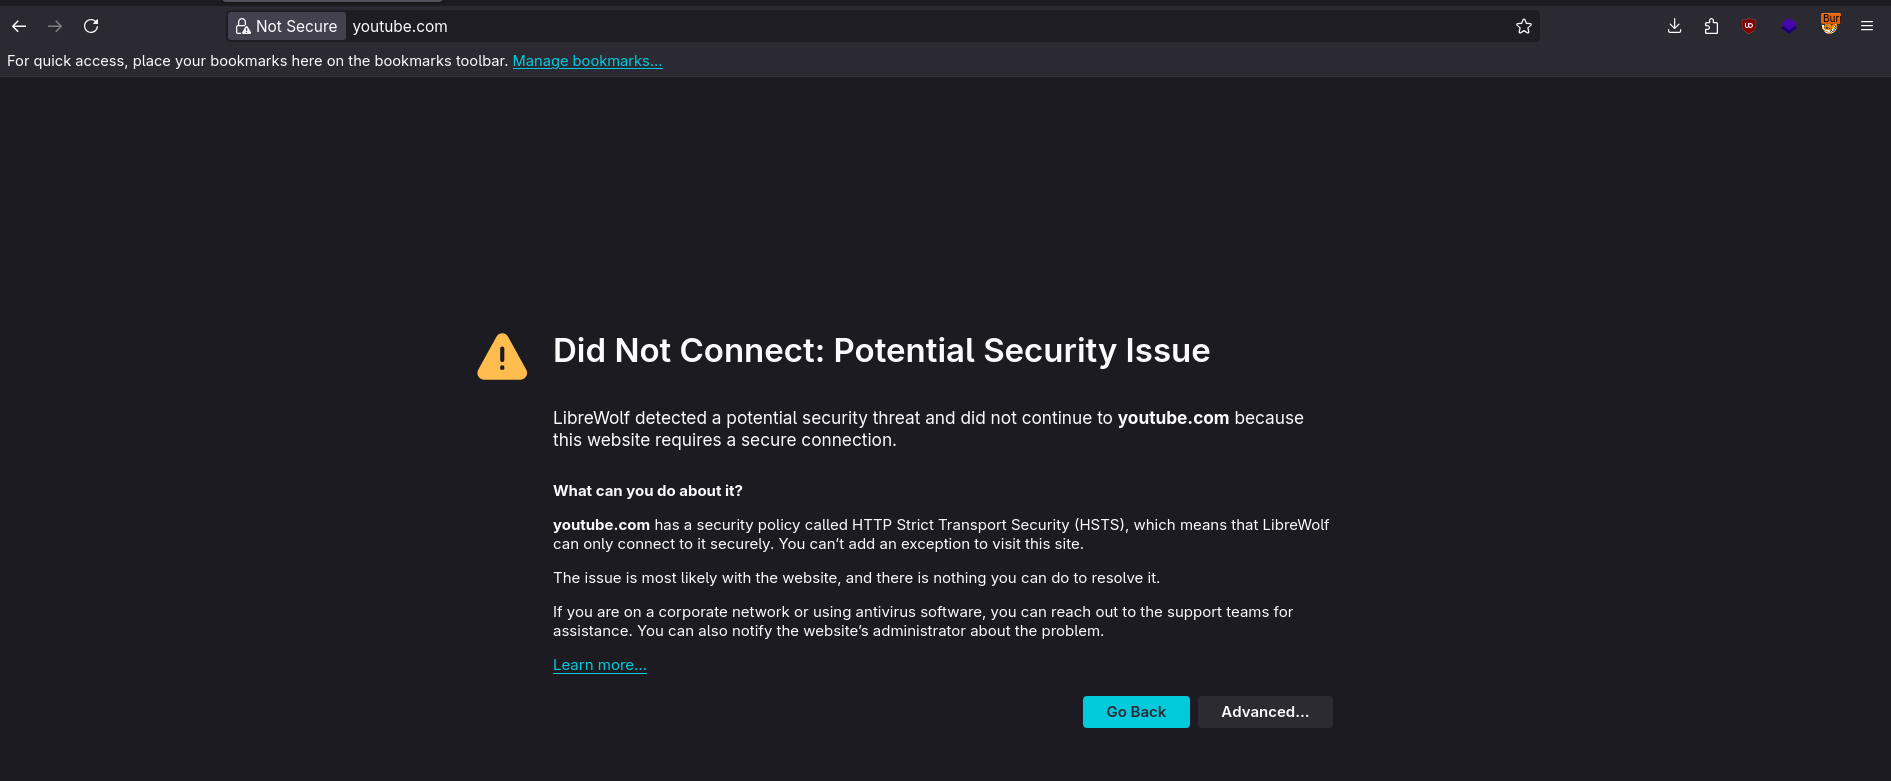 Not Secure youtube.com
For quick access, place your bookmarks here on the bookmarks toolbar. Manage bookmarks...
Did Not Connect: Potential Security Issue
LibreWolf detected a potential security threat and did not continue to youtube.com because
this website requires a secure connection.
What can you do about it?
youtube.com has a security policy called HTTP Strict Transport Security (HSTS), which means that LibreWolf
can only connect to it securely. You can’t add an exception to visit this site.
The issue is most likely with the website, and there is nothing you can do to resolve it.
If you are on a corporate network or using antivirus software, you can reach out to the support teams for
assistance. You can also notify the website’s administrator about the problem.
Learn more…
Go Back Advanced…